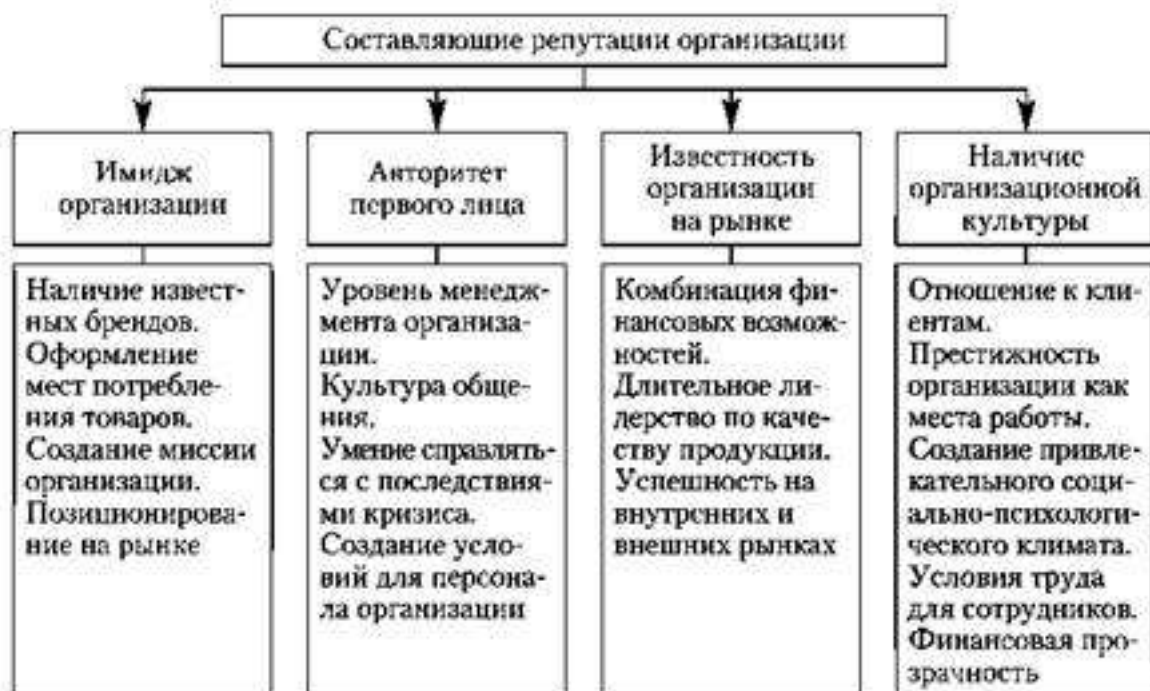 Составляющие репутации организации
Имидж
организации
Авторитет
первого лица
Известность
организации
на рынке
Наличие
организационной
культуры
Наличие извест-
ных брендов.
Оформление
мест потребле-
ния товаров.
Создание миссии
организации.
Позиционирова-
ние на рынке
Уровень менедж-
мента организа-
ции.
Культура обще-
ния.
Умение справлять-
ся с последствия-
ми кризиса.
Создание усло-
вий для персона-
ла организации
Комбинация фи-
нансовых возмож-
ностей.
Длительное ли-
дерство по каче-
ству продукции.
Успешность на
внутренних и
внешних рынках
Отношение к кли-
ентам.
Престижность
организации как
места работы.
Создание привле-
кательного соци-
ально-психологи-
ческого климата.
Условия труда
для сотрудников.
Финансовая про-
зрачность